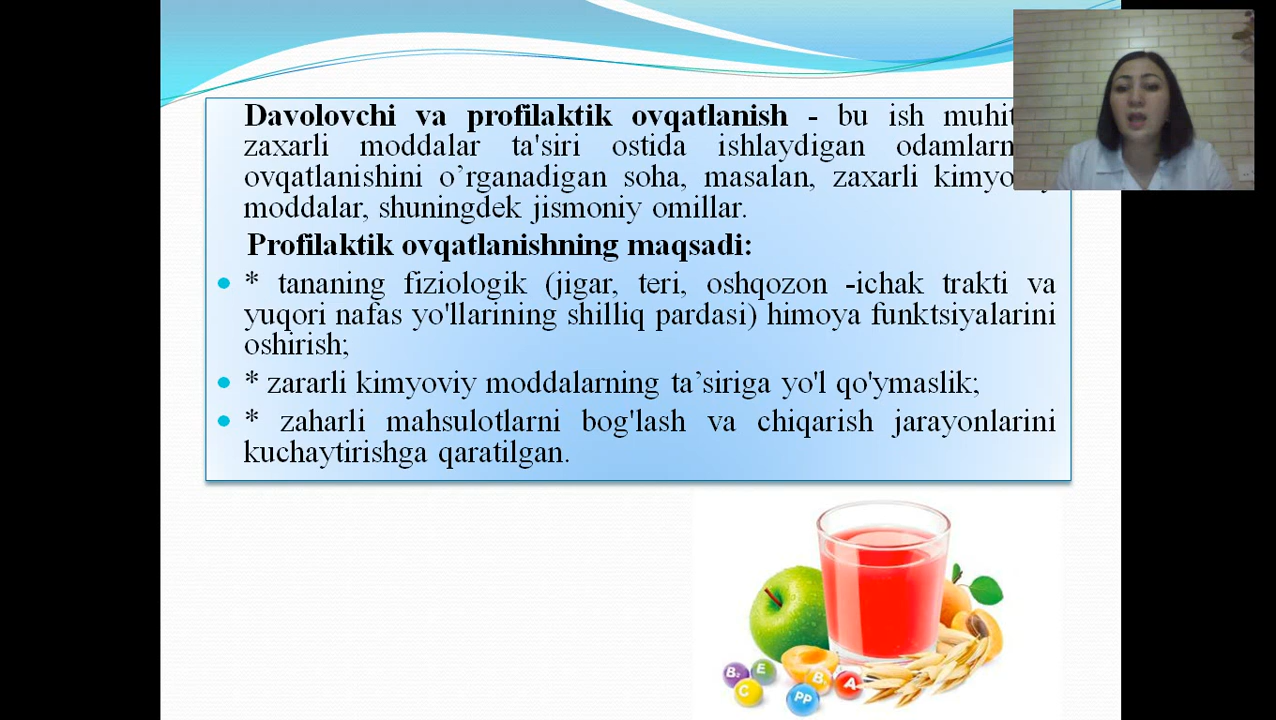 Davolovchi va profilaktik ovqatlanish - bu ish
zaxarli moddalar ta'siri ostida ishlaydigan
ovqatlanishini o’rganadigan soha, masalan, zaxarli
moddalar, shuningdek jismoniy omillar.
Profilaktik ovqatlanishning maqsadi:
* tananing fiziologik (jigar, teri, oshqozon -ichak trakti va
yuqori nafas yo'llarining shilliq pardasi) himoya funktsiyalarini
oshirish;
* zararli kimyoviy moddalarning ta’siriga yo'l qo'ymaslik;
* zaharli mahsulotlarni bog'lash va chiqarish jarayonlarini
kuchaytirishga qaratilgan.
B₂ E B₁ A
C PP